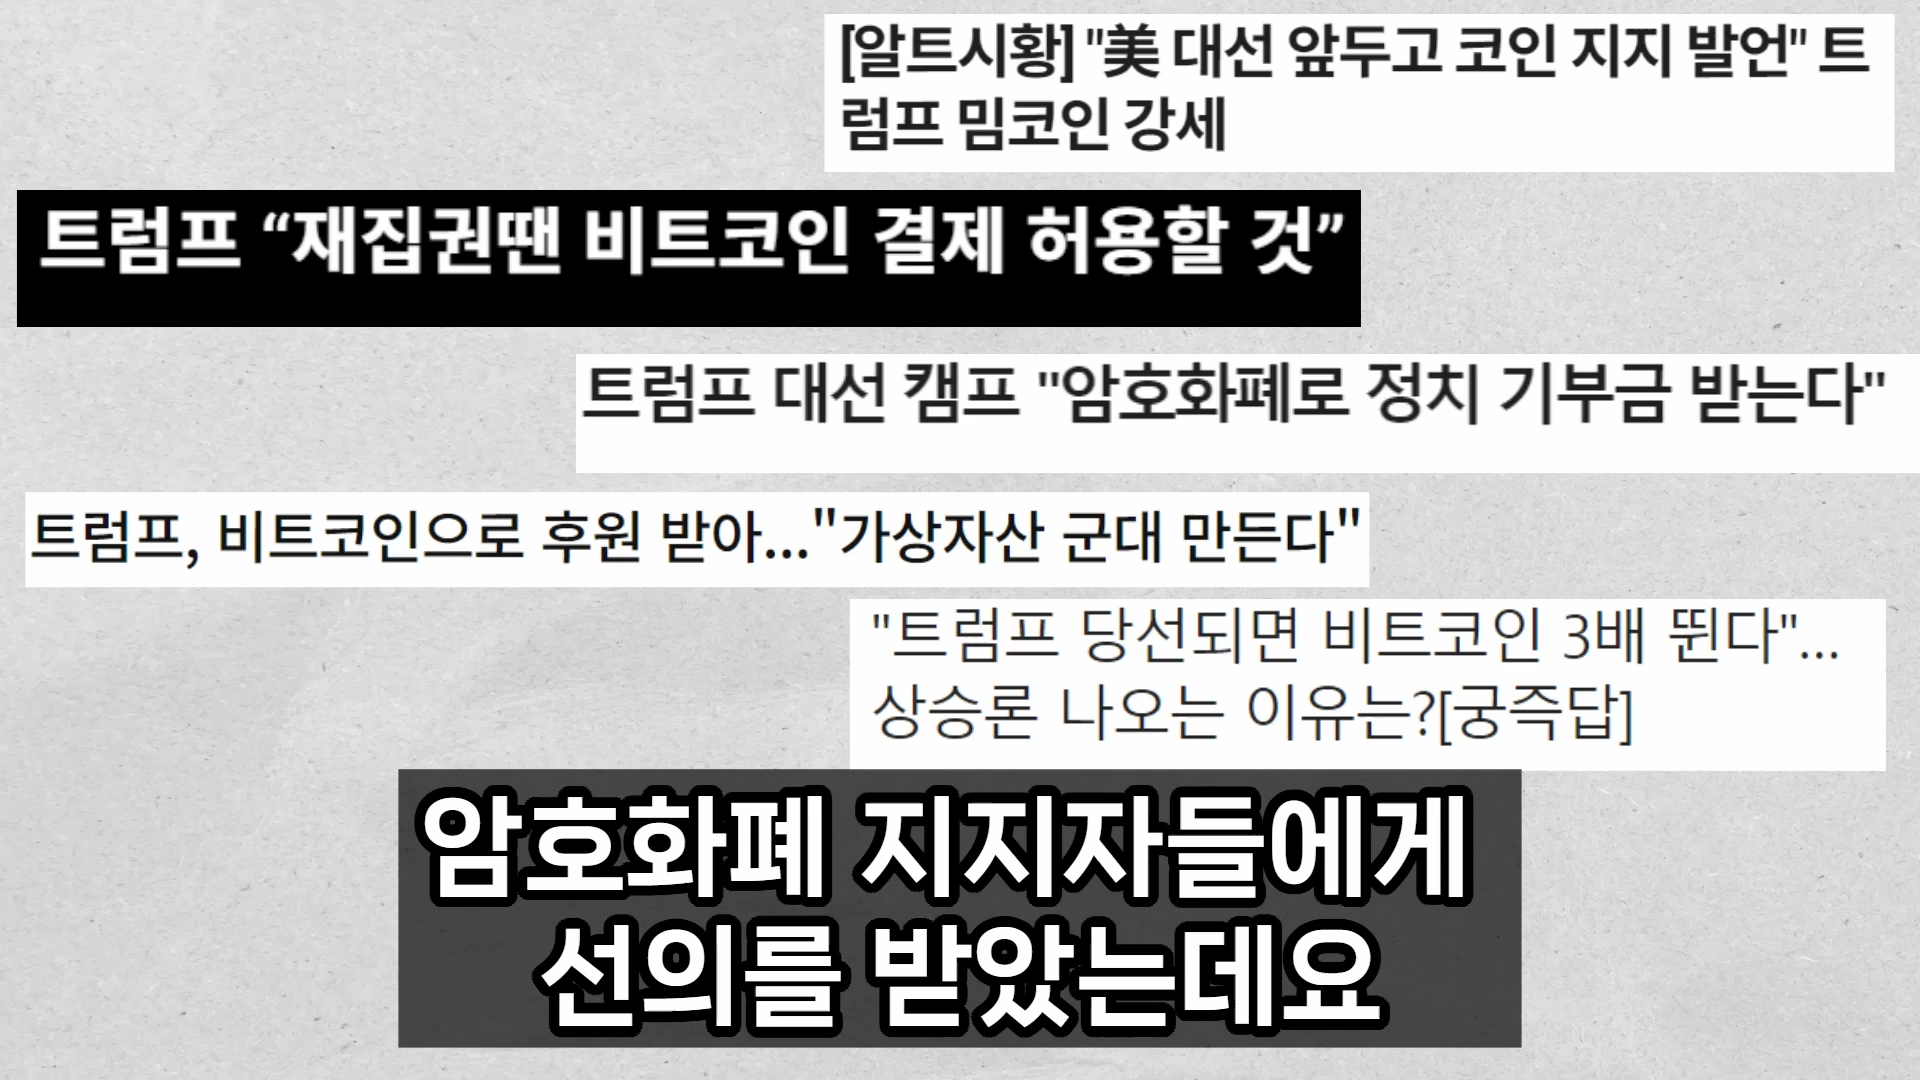 [알트시황] "美 대선 앞두고 코인 지지 발언" 트
럼프 밈코인 강세
트럼프 “재집권땐 비트코인 결제 허용할 것”
트럼프 대선 캠프 "암호화폐로 정치 기부금 받는다"
트럼프, 비트코인으로 후원 받아..."가상자산 군대 만든다"
"트럼프 당선되면 비트코인 3배 뛴다"...
상승론 나오는 이유는?[궁즉답]
암호화폐 지지자들에게
선의를 받았는데요